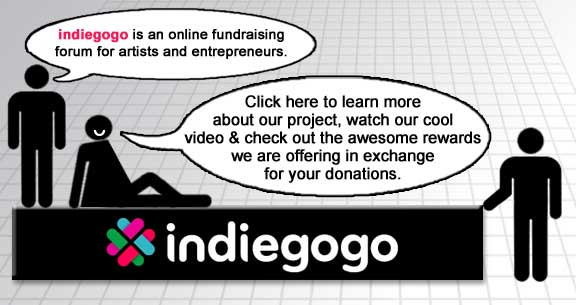 indiegogo is an online fundraising
forum for artists and entrepreneurs.
Click here to learn more
about our project, watch our cool
video & check out the awesome rewards
we are offering in exchange
for your donations.
indiegogo